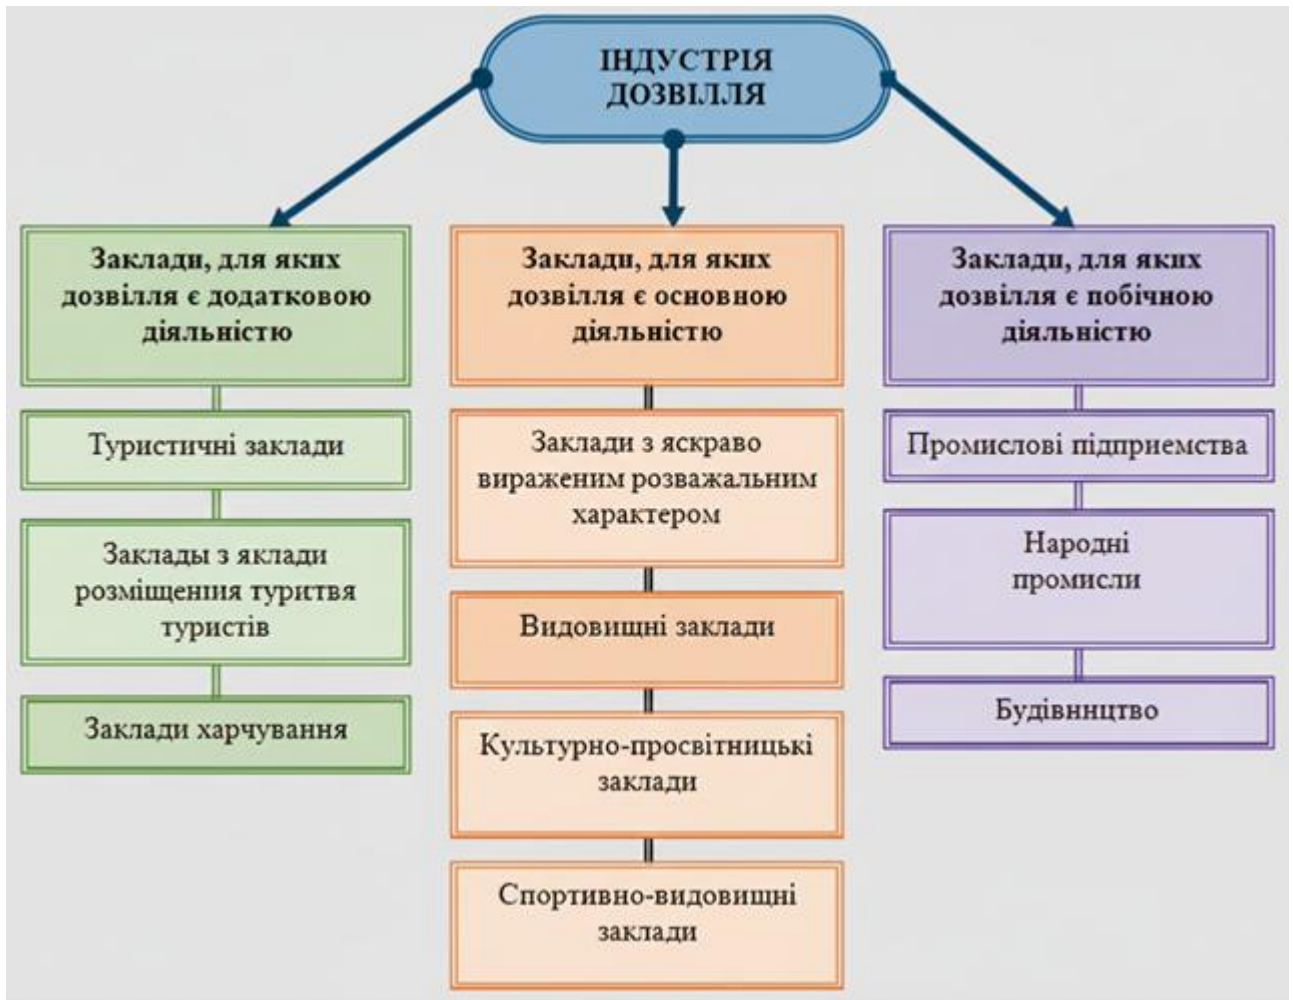 ІНДУСТРІЯ
ДОЗВІЛЛЯ
Заклади, для яких
дозвілля є додатковою
діяльністю
Туристичні заклади
Заклады з яклади
розміщення туритвя
туристів
Заклади харчування
Заклади, для яких
дозвілля є основною
діяльністю
Заклади з яскраво
вираженим розважальним
характером
Видовищні заклади
Культурно-просвітницькі
заклади
Спортивно-видовищні
заклади
Заклади, для яких
дозвілля є побічною
діяльністю
Промислові підприемства
Народні
промисли
Будівництво